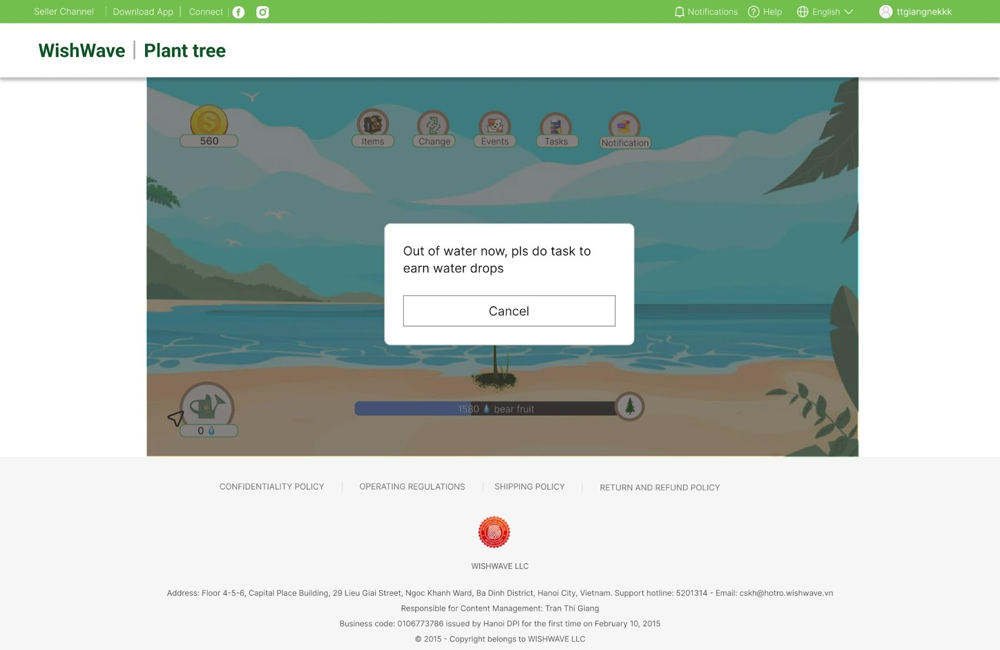 Seller Channel | Download App | Connect |
Notifications Help English ttgiangnekkk
WishWave | Plant tree
560
Items
Change
Events
Tasks
Notification
Out of water now, pls do task to
earn water drops
Cancel
1580 💧 bear fruit
0 💧
CONFIDENTIALITY POLICY | OPERATING REGULATIONS | SHIPPING POLICY | RETURN AND REFUND POLICY
WISHWAVE LLC
Address: Floor 4-5-6, Capital Place Building, 29 Lieu Giai Street, Ngoc Khanh Ward, Ba Dinh District, Hanoi City, Vietnam. Support hotline: 5201314 - Email: cskh@hotro.wishwave.vn
Responsible for Content Management: Tran Thi Giang
Business code: 0106773786 issued by Hanoi DPI for the first time on February 10, 2015
© 2015 - Copyright belongs to WISHWAVE LLC